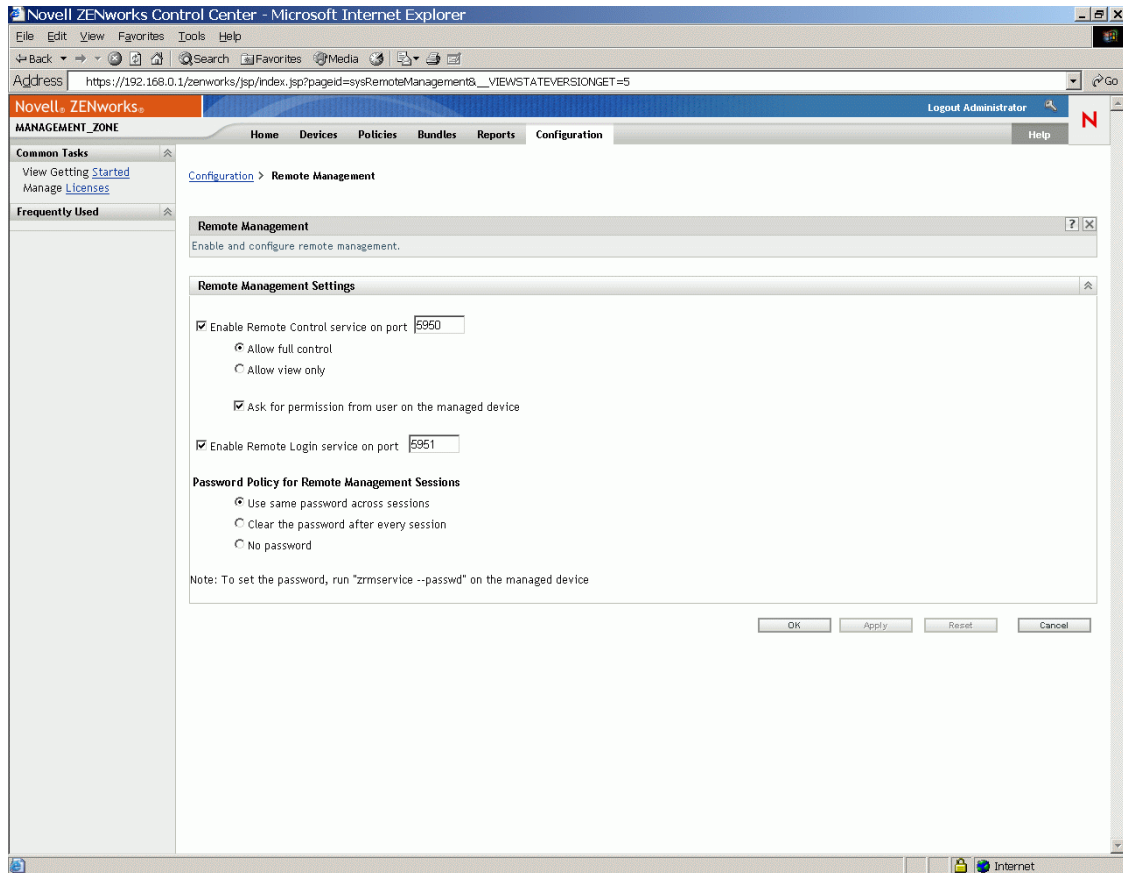 Novell ZENworks Control Center - Microsoft Internet Explorer
File Edit View Favorites Tools Help
Back Search Favorites Media
Address https://192.168.0.1/zenworks/jsp/index.jsp?pageid=sysRemoteManagement&__VIEWSTATEVERSIONGET=5 Go
Novell® ZENworks® Logout Administrator
MANAGEMENT_ZONE
Home Devices Policies Bundles Reports Configuration Help N
Common Tasks
View Getting Started
Manage Licenses
Frequently Used
Configuration > Remote Management
Remote Management ?
Enable and configure remote management.
Remote Management Settings
Enable Remote Control service on port 5950
Allow full control
Allow view only
Ask for permission from user on the managed device
Enable Remote Login service on port 5951
Password Policy for Remote Management Sessions
Use same password across sessions
Clear the password after every session
No password
Note: To set the password, run "zrmservice --passwd" on the managed device
OK Apply Reset Cancel
Internet